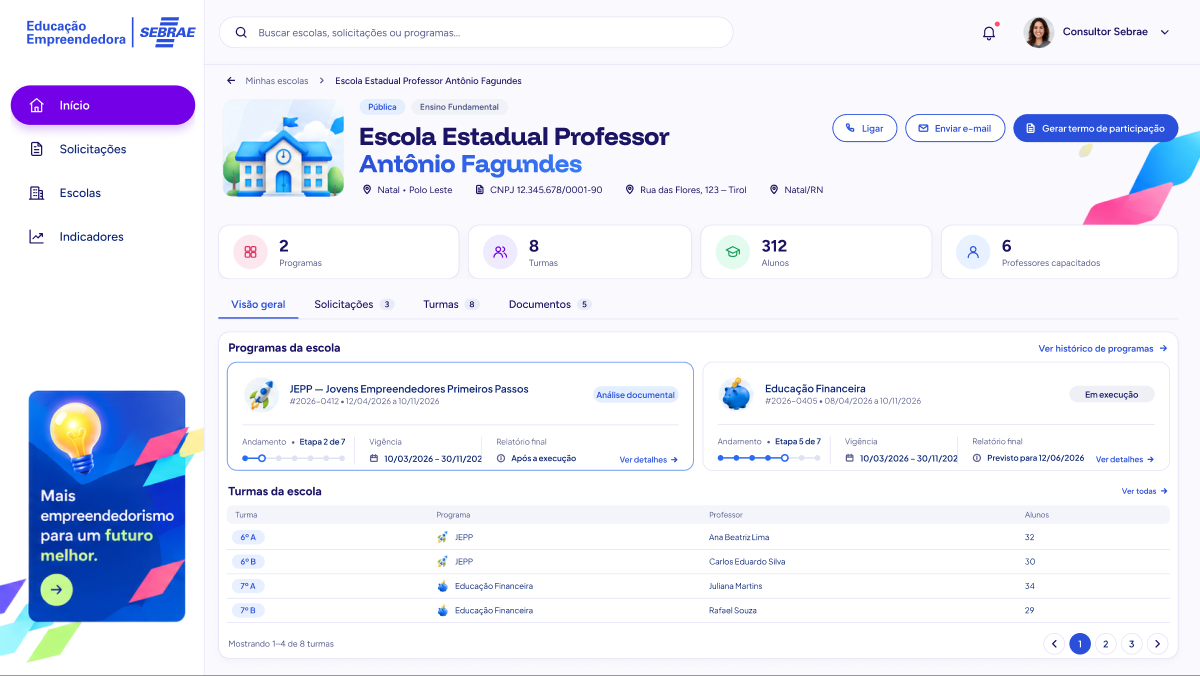 Educação
Empreendedora
SEBRAE
Buscar escolas, solicitações ou programas...
Consultor Sebrae
Início
Solicitações
Escolas
Indicadores
Mais
empreendedorismo
para um futuro
melhor.
Minhas escolas
Escola Estadual Professor Antônio Fagundes
Pública
Ensino Fundamental
Escola Estadual Professor
Antônio Fagundes
Natal • Polo Leste
CNPJ 12.345.678/0001-90
Rua das Flores, 123 – Tirol
Natal/RN
Ligar
Enviar e-mail
Gerar termo de participação
2
Programas
8
Turmas
312
Alunos
6
Professores capacitados
Visão geral
Solicitações 3
Turmas 8
Documentos 5
Programas da escola
Ver histórico de programas
JEPP — Jovens Empreendedores Primeiros Passos
#2026-0412 • 12/04/2026 a 10/11/2026
Análise documental
Andamento • Etapa 2 de 7
Vigência
10/03/2026 – 30/11/202
Relatório final
Após a execução
Ver detalhes
Educação Financeira
#2026-0405 • 08/04/2026 a 10/11/2026
Em execução
Andamento • Etapa 5 de 7
Vigência
10/03/2026 – 30/11/202
Relatório final
Previsto para 12/06/2026
Ver detalhes
Turmas da escola
Ver todas
Turma Programa Professor Alunos
6º A JEPP Ana Beatriz Lima 32
6º B JEPP Carlos Eduardo Silva 30
7º A Educação Financeira Juliana Martins 34
7º B Educação Financeira Rafael Souza 29
Mostrando 1–4 de 8 turmas
1 2 3